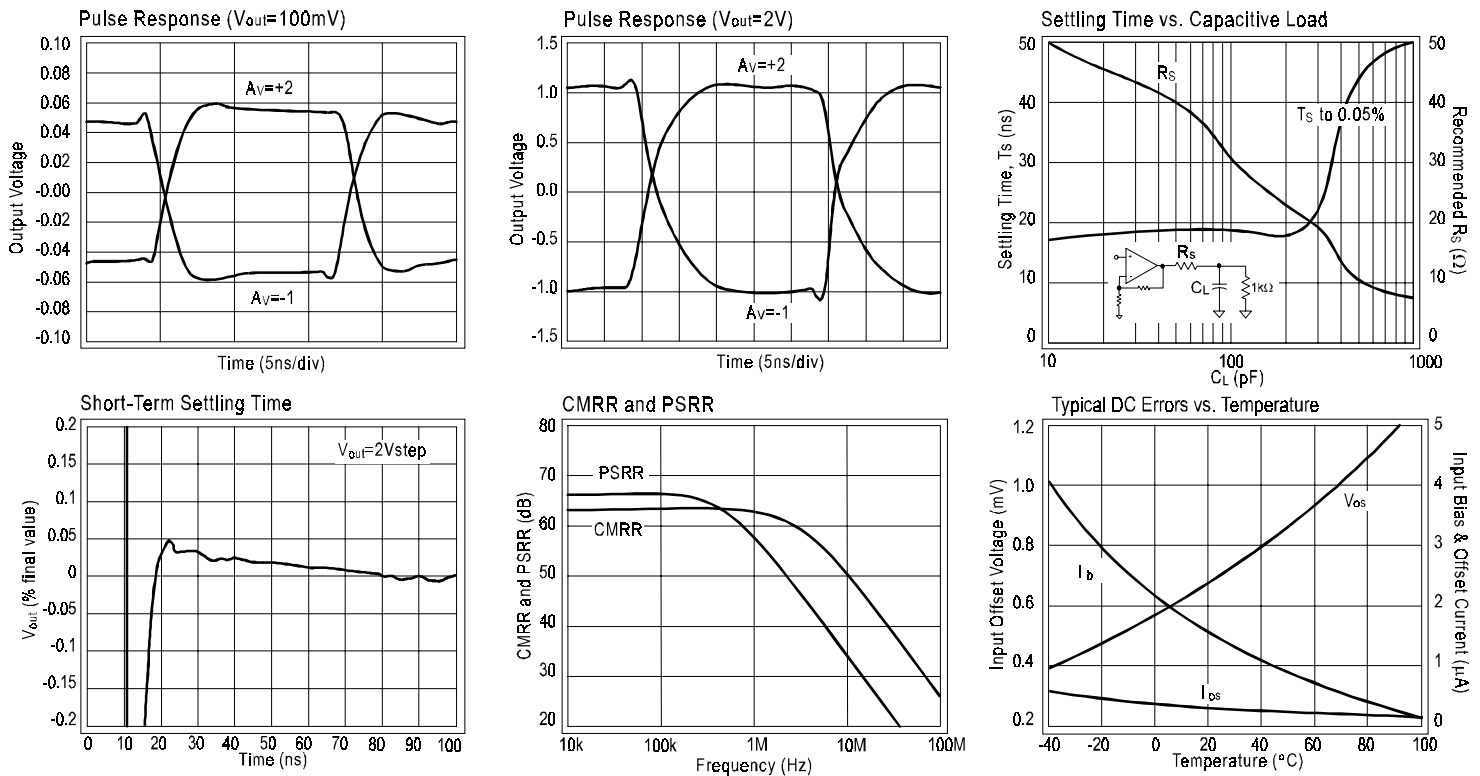 Pulse Response (Vout=100mV)
0.10
0.08
0.06
0.04
0.02
-0.00
-0.02
-0.04
-0.06
-0.08
-0.10
Output Voltage
AV=+2
AV=-1
Time (5ns/div)
Pulse Response (Vout=2V)
1.5
1.0
0.5
0.0
-0.5
-1.0
-1.5
Output Voltage
AV=+2
AV=-1
Time (5ns/div)
Settling Time vs. Capacitive Load
50
40
30
20
10
0
Settling Time, TS (ns)
RS
TS to 0.05%
+
-
Rs
CL
1kΩ
50
40
30
20
10
0
Recommended RS (Ω)
10 100 1000
CL (pF)
Short-Term Settling Time
0.2
0.15
0.1
0.05
0
-0.05
-0.1
-0.15
-0.2
Vout (% final value)
Vout=2Vstep
0 10 20 30 40 50 60 70 80 90 100
Time (ns)
CMRR and PSRR
80
70
60
50
40
30
20
CMRR and PSRR (dB)
PSRR
CMRR
10k 100k 1M 10M 100M
Frequency (Hz)
Typical DC Errors vs. Temperature
1.2
1.0
0.8
0.6
0.4
0.2
Input Offset Voltage (mV)
VOS
Ib
IOS
5
4
3
2
1
0
Input Bias & Offset Current (µA)
-40 -20 0 20 40 60 80 100
Temperature (°C)